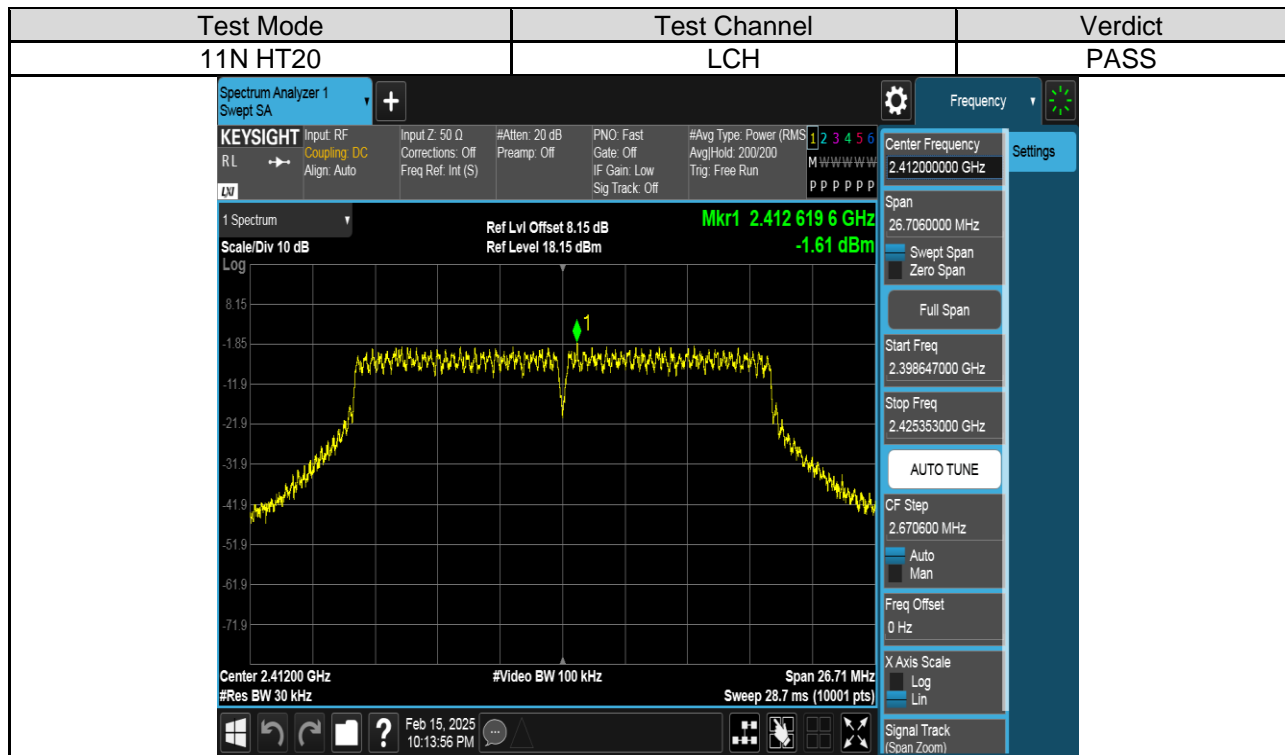 Test Mode Test Channel Verdict
11N HT20 LCH PASS
Spectrum Analyzer 1
Swept SA
+
Frequency
KEYSIGHT Input: RF Input Z: 50 Ω #Atten: 20 dB PNO: Fast #Avg Type: Power (RMS 1 2 3 4 5 6
RL Coupling: DC Corrections: Off Preamp: Off Gate: Off Avg|Hold: 200/200 M W W W W W
Align: Auto Freq Ref: Int (S) IF Gain: Low Trig: Free Run
LXI Sig Track: Off P P P P P P
1 Spectrum
Ref Lvl Offset 8.15 dB Mkr1 2.412 619 6 GHz
Scale/Div 10 dB Ref Level 18.15 dBm -1.61 dBm
Log
8.15
1
-1.85
-11.9
-21.9
-31.9
-41.9
-51.9
-61.9
-71.9
Center 2.41200 GHz #Video BW 100 kHz Span 26.71 MHz
#Res BW 30 kHz Sweep 28.7 ms (10001 pts)
? Feb 15, 2025
10:13:56 PM
Center Frequency
2.412000000 GHz
Settings
Span
26.7060000 MHz
Swept Span
Zero Span
Full Span
Start Freq
2.398647000 GHz
Stop Freq
2.425353000 GHz
AUTO TUNE
CF Step
2.670600 MHz
Auto
Man
Freq Offset
0 Hz
X Axis Scale
Log
Lin
Signal Track
(Span Zoom)